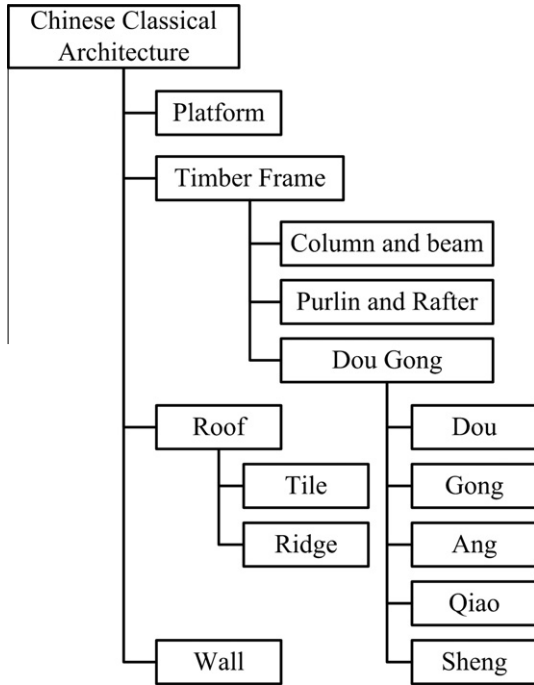 Chinese Classical
Architecture
Platform
Timber Frame
Column and beam
Purlin and Rafter
Dou Gong
Dou
Gong
Ang
Qiao
Sheng
Roof
Tile
Ridge
Wall